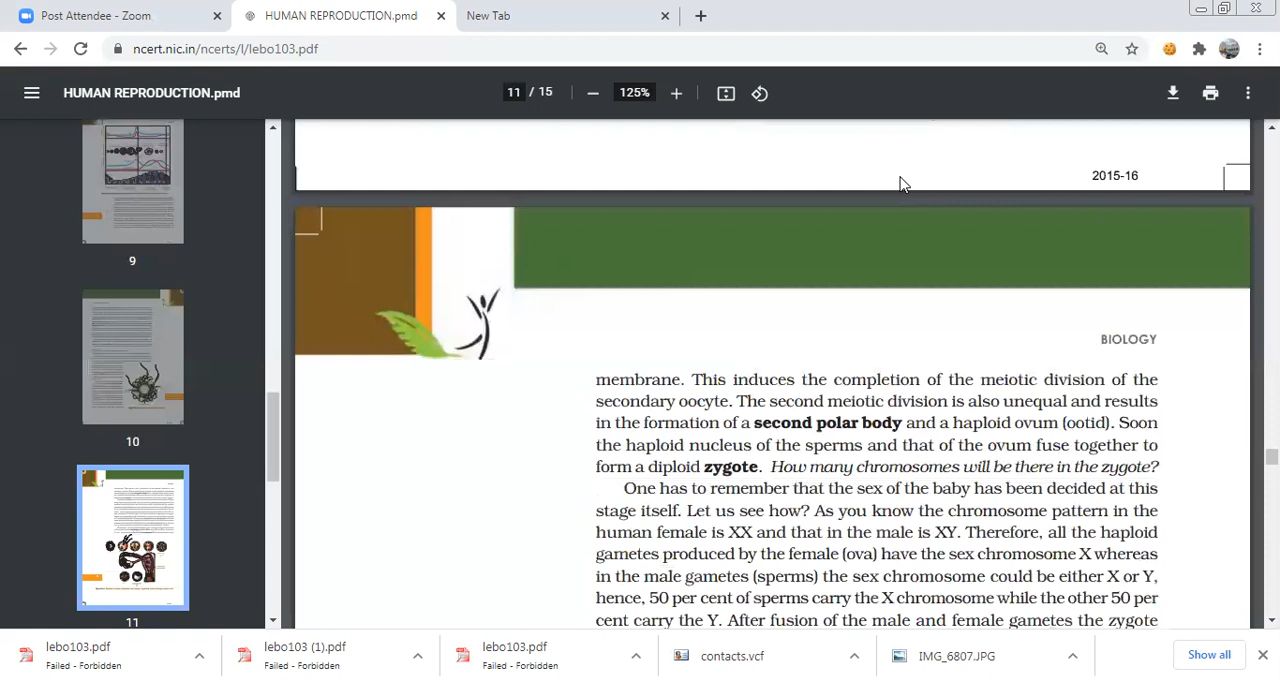 Post Attendee - Zoom
HUMAN REPRODUCTION.pmd
New Tab
ncert.nic.in/ncerts/l/lebo103.pdf
HUMAN REPRODUCTION.pmd
11 / 15
125%
9
10
11
2015-16
BIOLOGY
membrane. This induces the completion of the meiotic division of the
secondary oocyte. The second meiotic division is also unequal and results
in the formation of a second polar body and a haploid ovum (ootid). Soon
the haploid nucleus of the sperms and that of the ovum fuse together to
form a diploid zygote. How many chromosomes will be there in the zygote?
One has to remember that the sex of the baby has been decided at this
stage itself. Let us see how? As you know the chromosome pattern in the
human female is XX and that in the male is XY. Therefore, all the haploid
gametes produced by the female (ova) have the sex chromosome X whereas
in the male gametes (sperms) the sex chromosome could be either X or Y,
hence, 50 per cent of sperms carry the X chromosome while the other 50 per
cent carry the Y. After fusion of the male and female gametes the zygote
lebo103.pdf
Failed - Forbidden
lebo103 (1).pdf
Failed - Forbidden
lebo103.pdf
Failed - Forbidden
contacts.vcf
IMG_6807.JPG
Show all